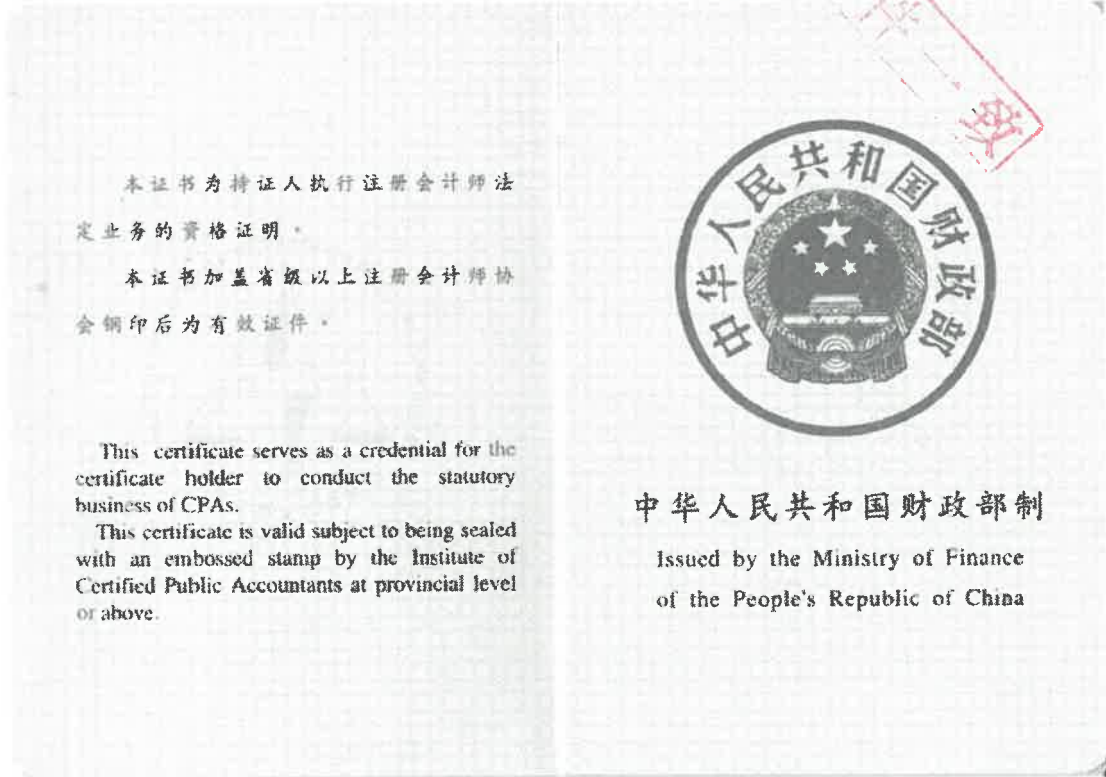 本证书为持证人执行注册会计师法
定业务的资格证明。
本证书加盖省级以上注册会计师协
会钢印后为有效证件。
This certificate serves as a credential for the
certificate holder to conduct the statutory
business of CPAs.
This certificate is valid subject to being sealed
with an embossed stamp by the Institute of
Certified Public Accountants at provincial level
or above.
致
中华人民共和国财政部
中华人民共和国财政部制
Issued by the Ministry of Finance
of the People's Republic of China